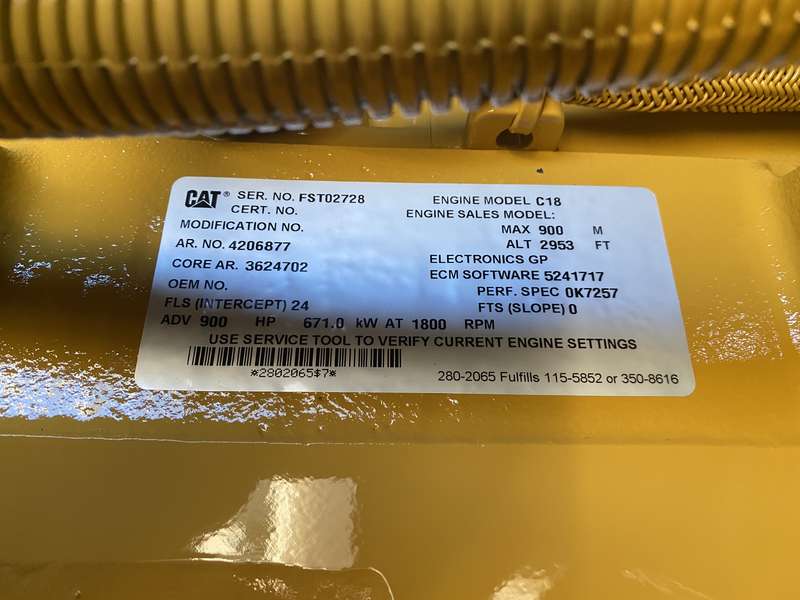 CAT® SER. NO. FST02728 ENGINE MODEL C18
CERT. NO. ENGINE SALES MODEL:
MODIFICATION NO. MAX 900 M
AR. NO. 4206877 ALT 2953 FT
CORE AR. 3624702 ELECTRONICS GP
ECM SOFTWARE 5241717
OEM NO. PERF. SPEC 0K7257
FLS (INTERCEPT) 24 FTS (SLOPE) 0
ADV 900 HP 671.0 kW AT 1800 RPM
USE SERVICE TOOL TO VERIFY CURRENT ENGINE SETTINGS
*2802065$7*
280-2065 Fulfills 115-5852 or 350-8616